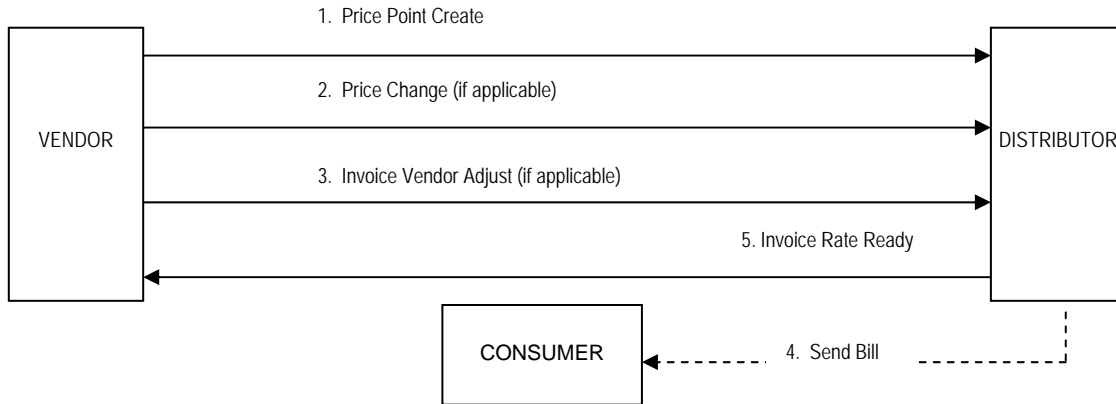 1. Price Point Create
2. Price Change (if applicable)
VENDOR
DISTRIBUTOR
3. Invoice Vendor Adjust (if applicable)
5. Invoice Rate Ready
CONSUMER
4. Send Bill